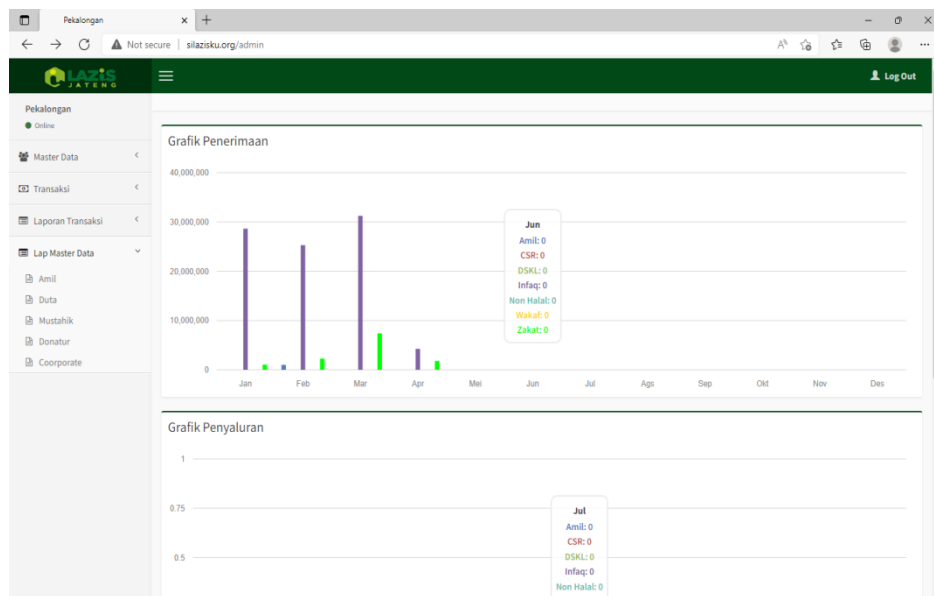 Pekalongan
Not secure | silazisku.org/admin
LAZiS
JATENG
Log Out
Pekalongan
Online
Master Data
Transaksi
Laporan Transaksi
Lap Master Data
Amil
Duta
Mustahik
Donatur
Coorporate
Grafik Penerimaan
40,000,000
30,000,000
20,000,000
10,000,000
0
Jan Feb Mar Apr Mei Jun Jul Ags Sep Okt Nov Des
Jun
Amil: 0
CSR: 0
DSKL: 0
Infaq: 0
Non Halal: 0
Wakaf: 0
Zakat: 0
Grafik Penyaluran
1
0.75
0.5
Jul
Amil: 0
CSR: 0
DSKL: 0
Infaq: 0
Non Halal: 0